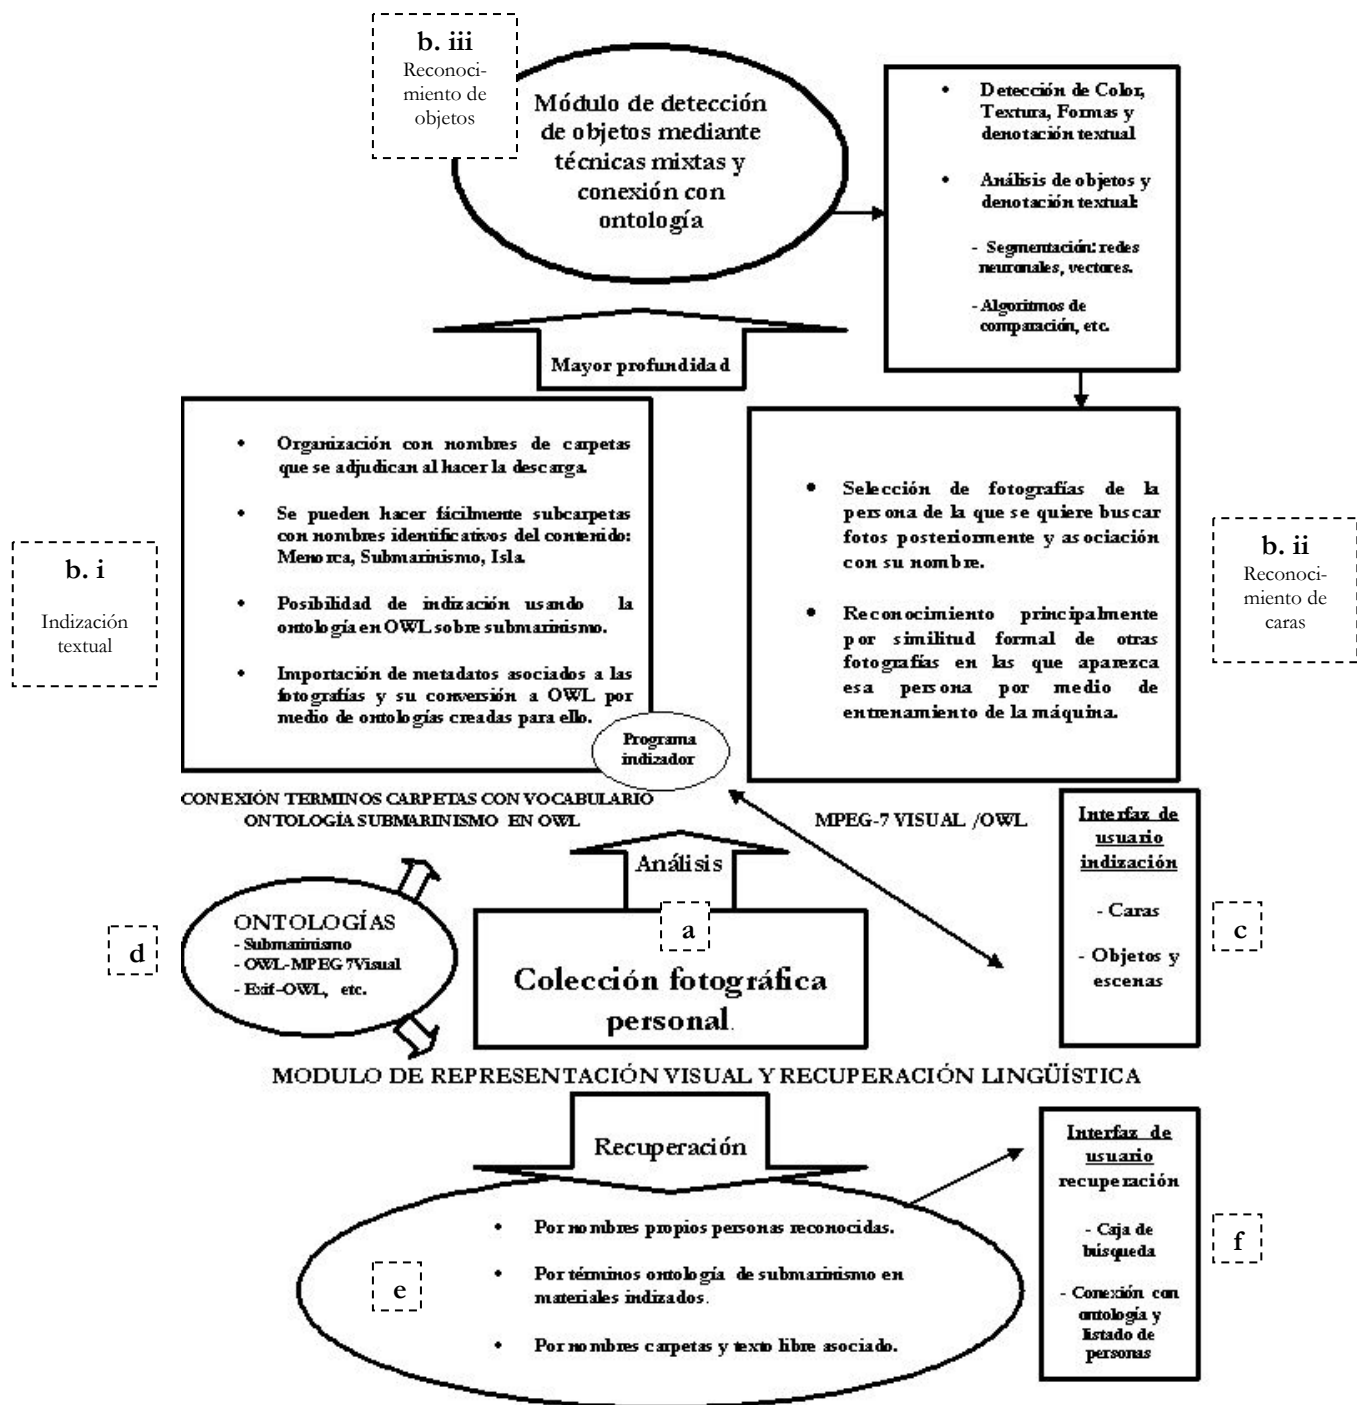 b. iii
Reconoci-
miento de
objetos
Módulo de detección
de objetos mediante
técnicas mixtas y
conexión con
ontología
• Detección de Color,
Textura, Formas y
denotación textual
• Análisis de objetos y
denotación textual:
- Segmentación: redes
neuronales, vectores.
- Algoritmos de
comparación, etc.
Mayor profundidad
b. i
Indización
textual
• Organización con nombres de carpetas
que se adjudican al hacer la descarga.
• Se pueden hacer fácilmente subcarpetas
con nombres identificativos del contenido:
Menorca, Submarinismo, Isla.
• Posibilidad de indización usando la
ontología en OWL sobre submarinismo.
• Importación de metadatos asociados a las
fotografías y su conversión a OWL por
medio de ontologías creadas para ello.
Programa
indizador
• Selección de fotografías de la
persona de la que se quiere buscar
fotos posteriormente y asociación
con su nombre.
• Reconocimiento principalmente
por similitud formal de otras
fotografías en las que aparezca
esa persona por medio de
entrenamiento de la máquina.
b. ii
Reconoci-
miento de
caras
CONEXIÓN TERMINOS CARPETAS CON VOCABULARIO
ONTOLOGÍA SUBMARINISMO EN OWL
MPEG-7 VISUAL /OWL
Interfaz de
usuario
indización
- Caras
- Objetos y
escenas
c
Análisis
d
ONTOLOGÍAS
- Submarinismo
- OWL-MPEG 7Visual
- Exif-OWL, etc.
a
Colección fotográfica
personal.
MODULO DE REPRESENTACIÓN VISUAL Y RECUPERACIÓN LINGÜÍSTICA
Recuperación
e
• Por nombres propios personas reconocidas.
• Por términos ontología de submarinismo en
materiales indizados.
• Por nombres carpetas y texto libre asociado.
Interfaz de
usuario
recuperación
- Caja de
búsqueda
- Conexión con
ontología y
listado de
personas
f